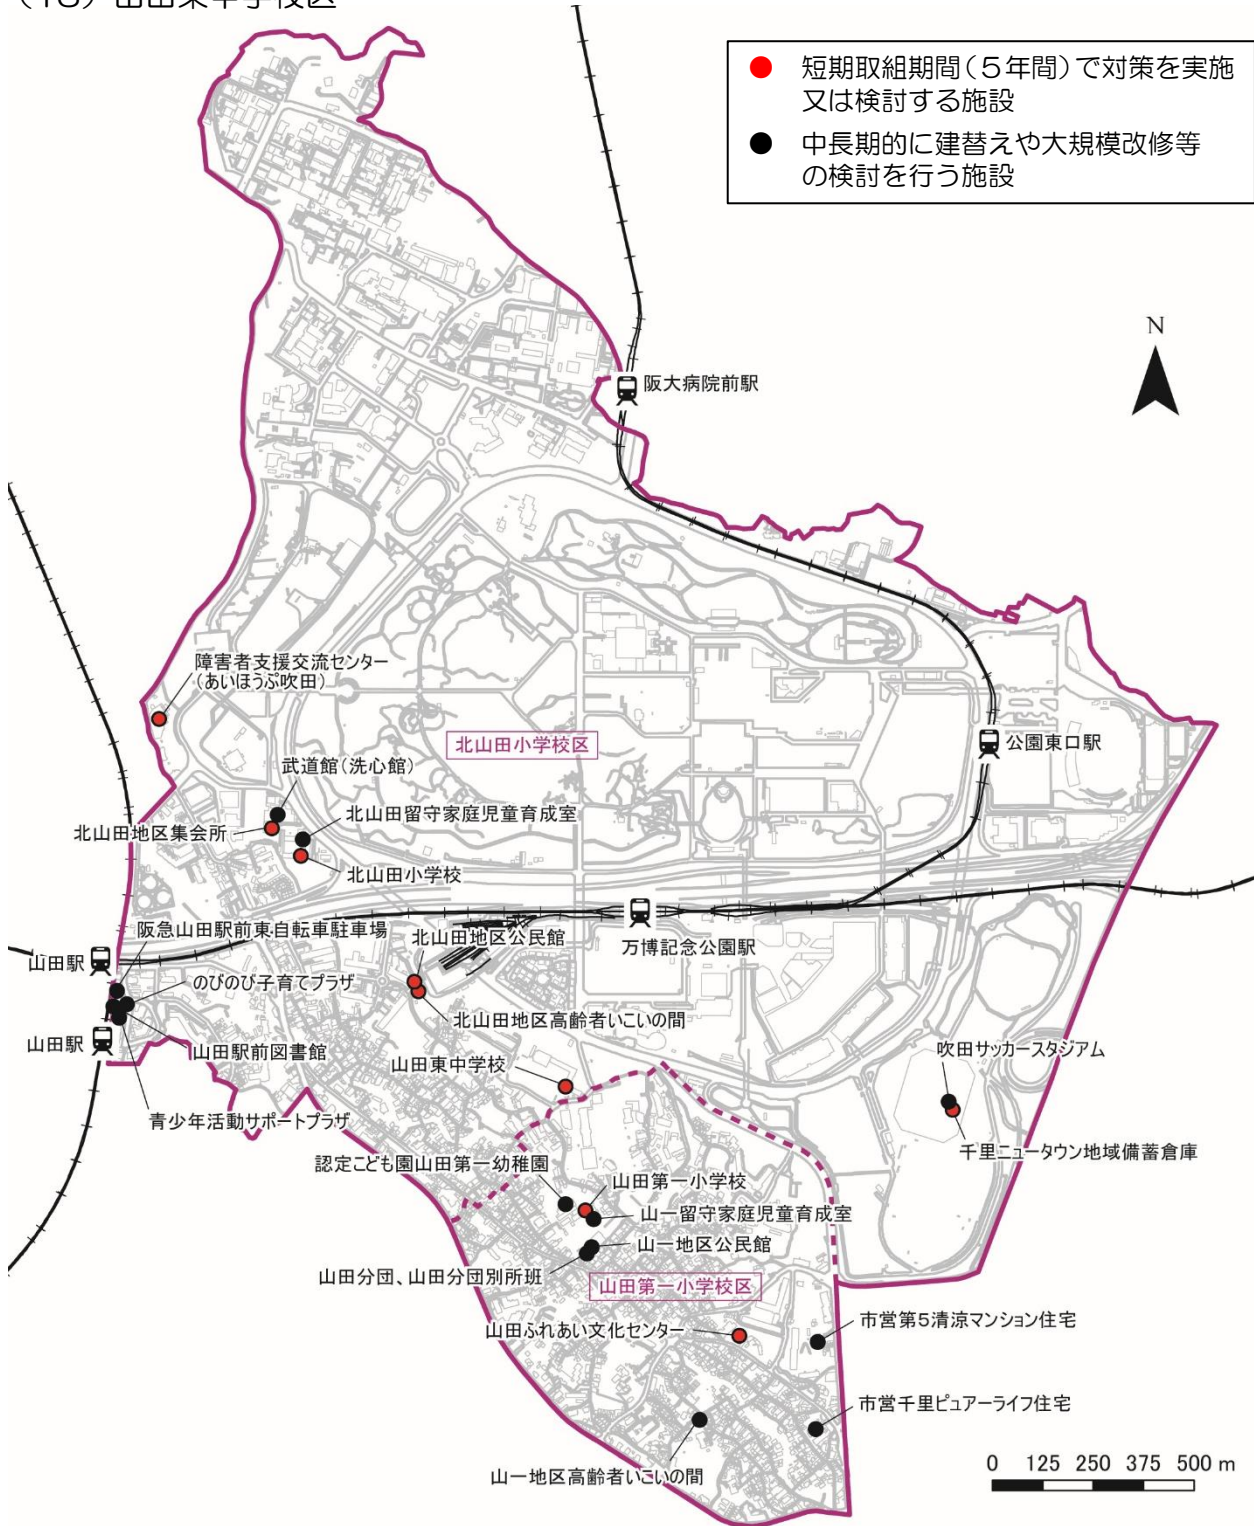 (18) 山田東中学校区
短期取組期間(5年間)で対策を実施
又は検討する施設
中長期的に建替えや大規模改修等
の検討を行う施設
N
阪大病院前駅
障害者支援交流センター
(あいほうぷ吹田)
北山田小学校区
公園東口駅
武道館(洗心館)
北山田留守家庭児童育成室
北山田地区集会所
北山田小学校
阪急山田駅前東自転車駐車場
北山田地区公民館
万博記念公園駅
山田駅
のびのび子育てプラザ
北山田地区高齢者いこいの間
山田駅
山田駅前図書館
山田東中学校
吹田サッカースタジアム
青少年活動サポートプラザ
千里ニュータウン地域備蓄倉庫
認定こども園山田第一幼稚園
山田第一小学校
山一留守家庭児童育成室
山一地区公民館
山田分団、山田分団別所班
山田第一小学校区
山田ふれあい文化センター
市営第5清涼マンション住宅
市営千里ピュアーライフ住宅
山一地区高齢者いこいの間
0 125 250 375 500 m